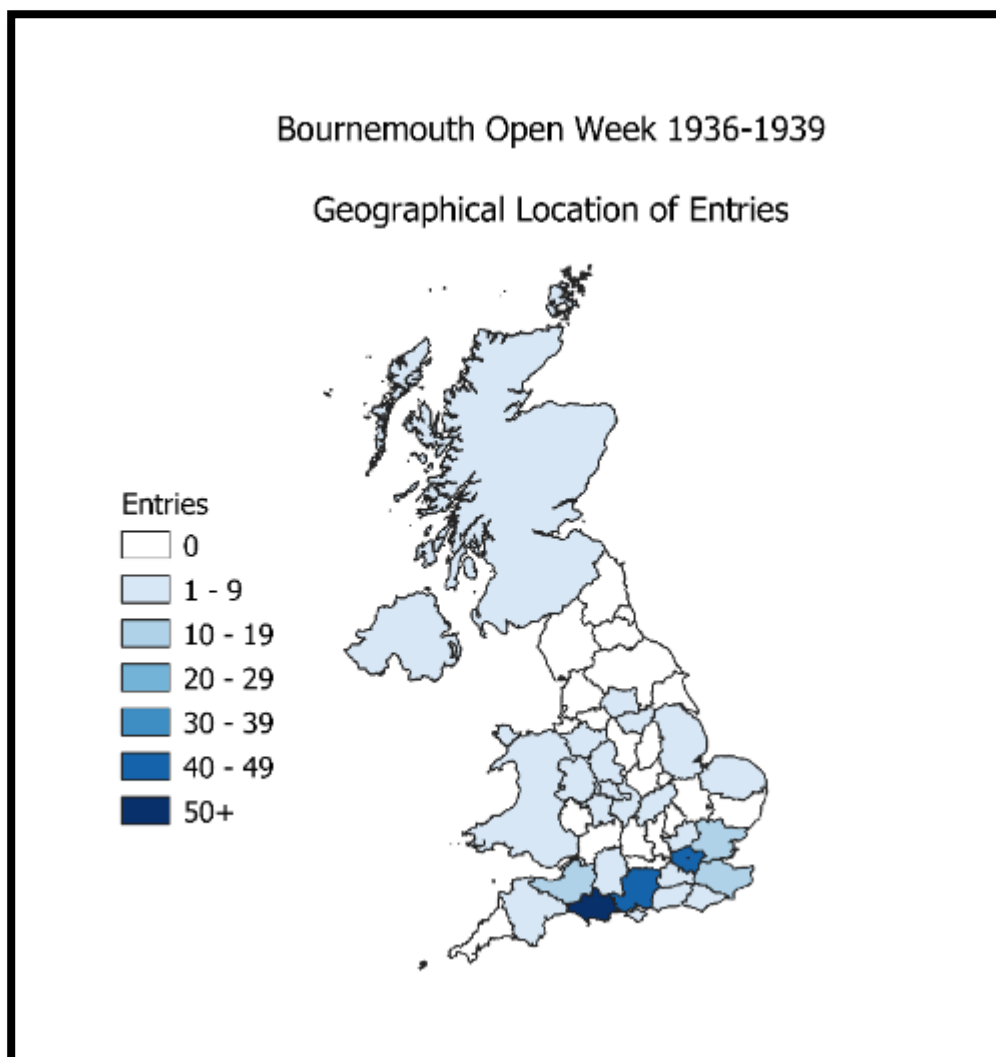 Bournemouth Open Week 1936-1939
Geographical Location of Entries
Entries
0
1 - 9
10 - 19
20 - 29
30 - 39
40 - 49
50+